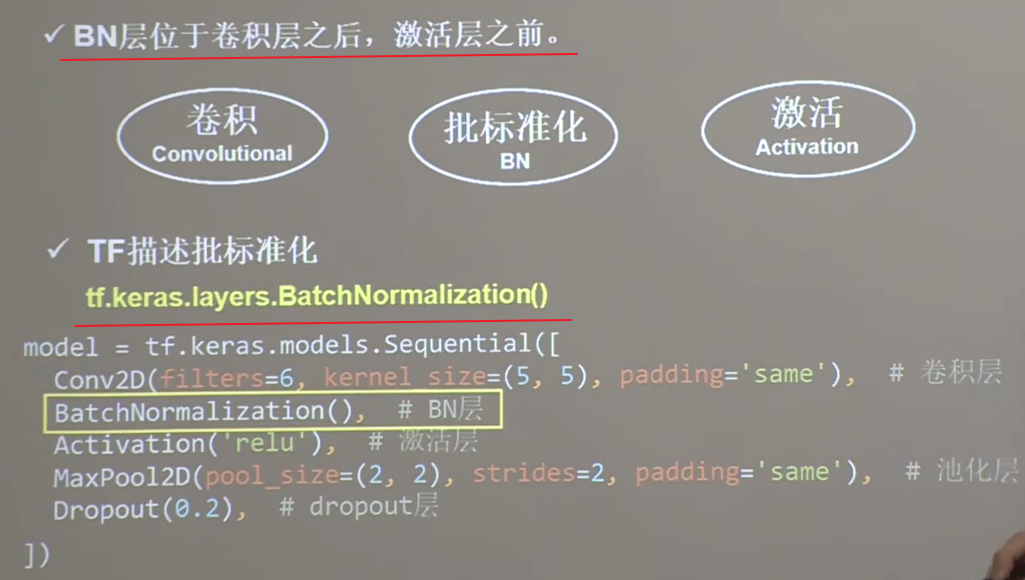 ✓ BN层位于卷积层之后，激活层之前。
卷积
Convolutional
批标准化
BN
激活
Activation
✓ TF描述批标准化
tf.keras.layers.BatchNormalization()
model = tf.keras.models.Sequential([
Conv2D(filters=6, kernel_size=(5, 5), padding='same'), # 卷积层
BatchNormalization(), # BN层
Activation('relu'), # 激活层
MaxPool2D(pool_size=(2, 2), strides=2, padding='same'), # 池化层
Dropout(0.2), # dropout层
])